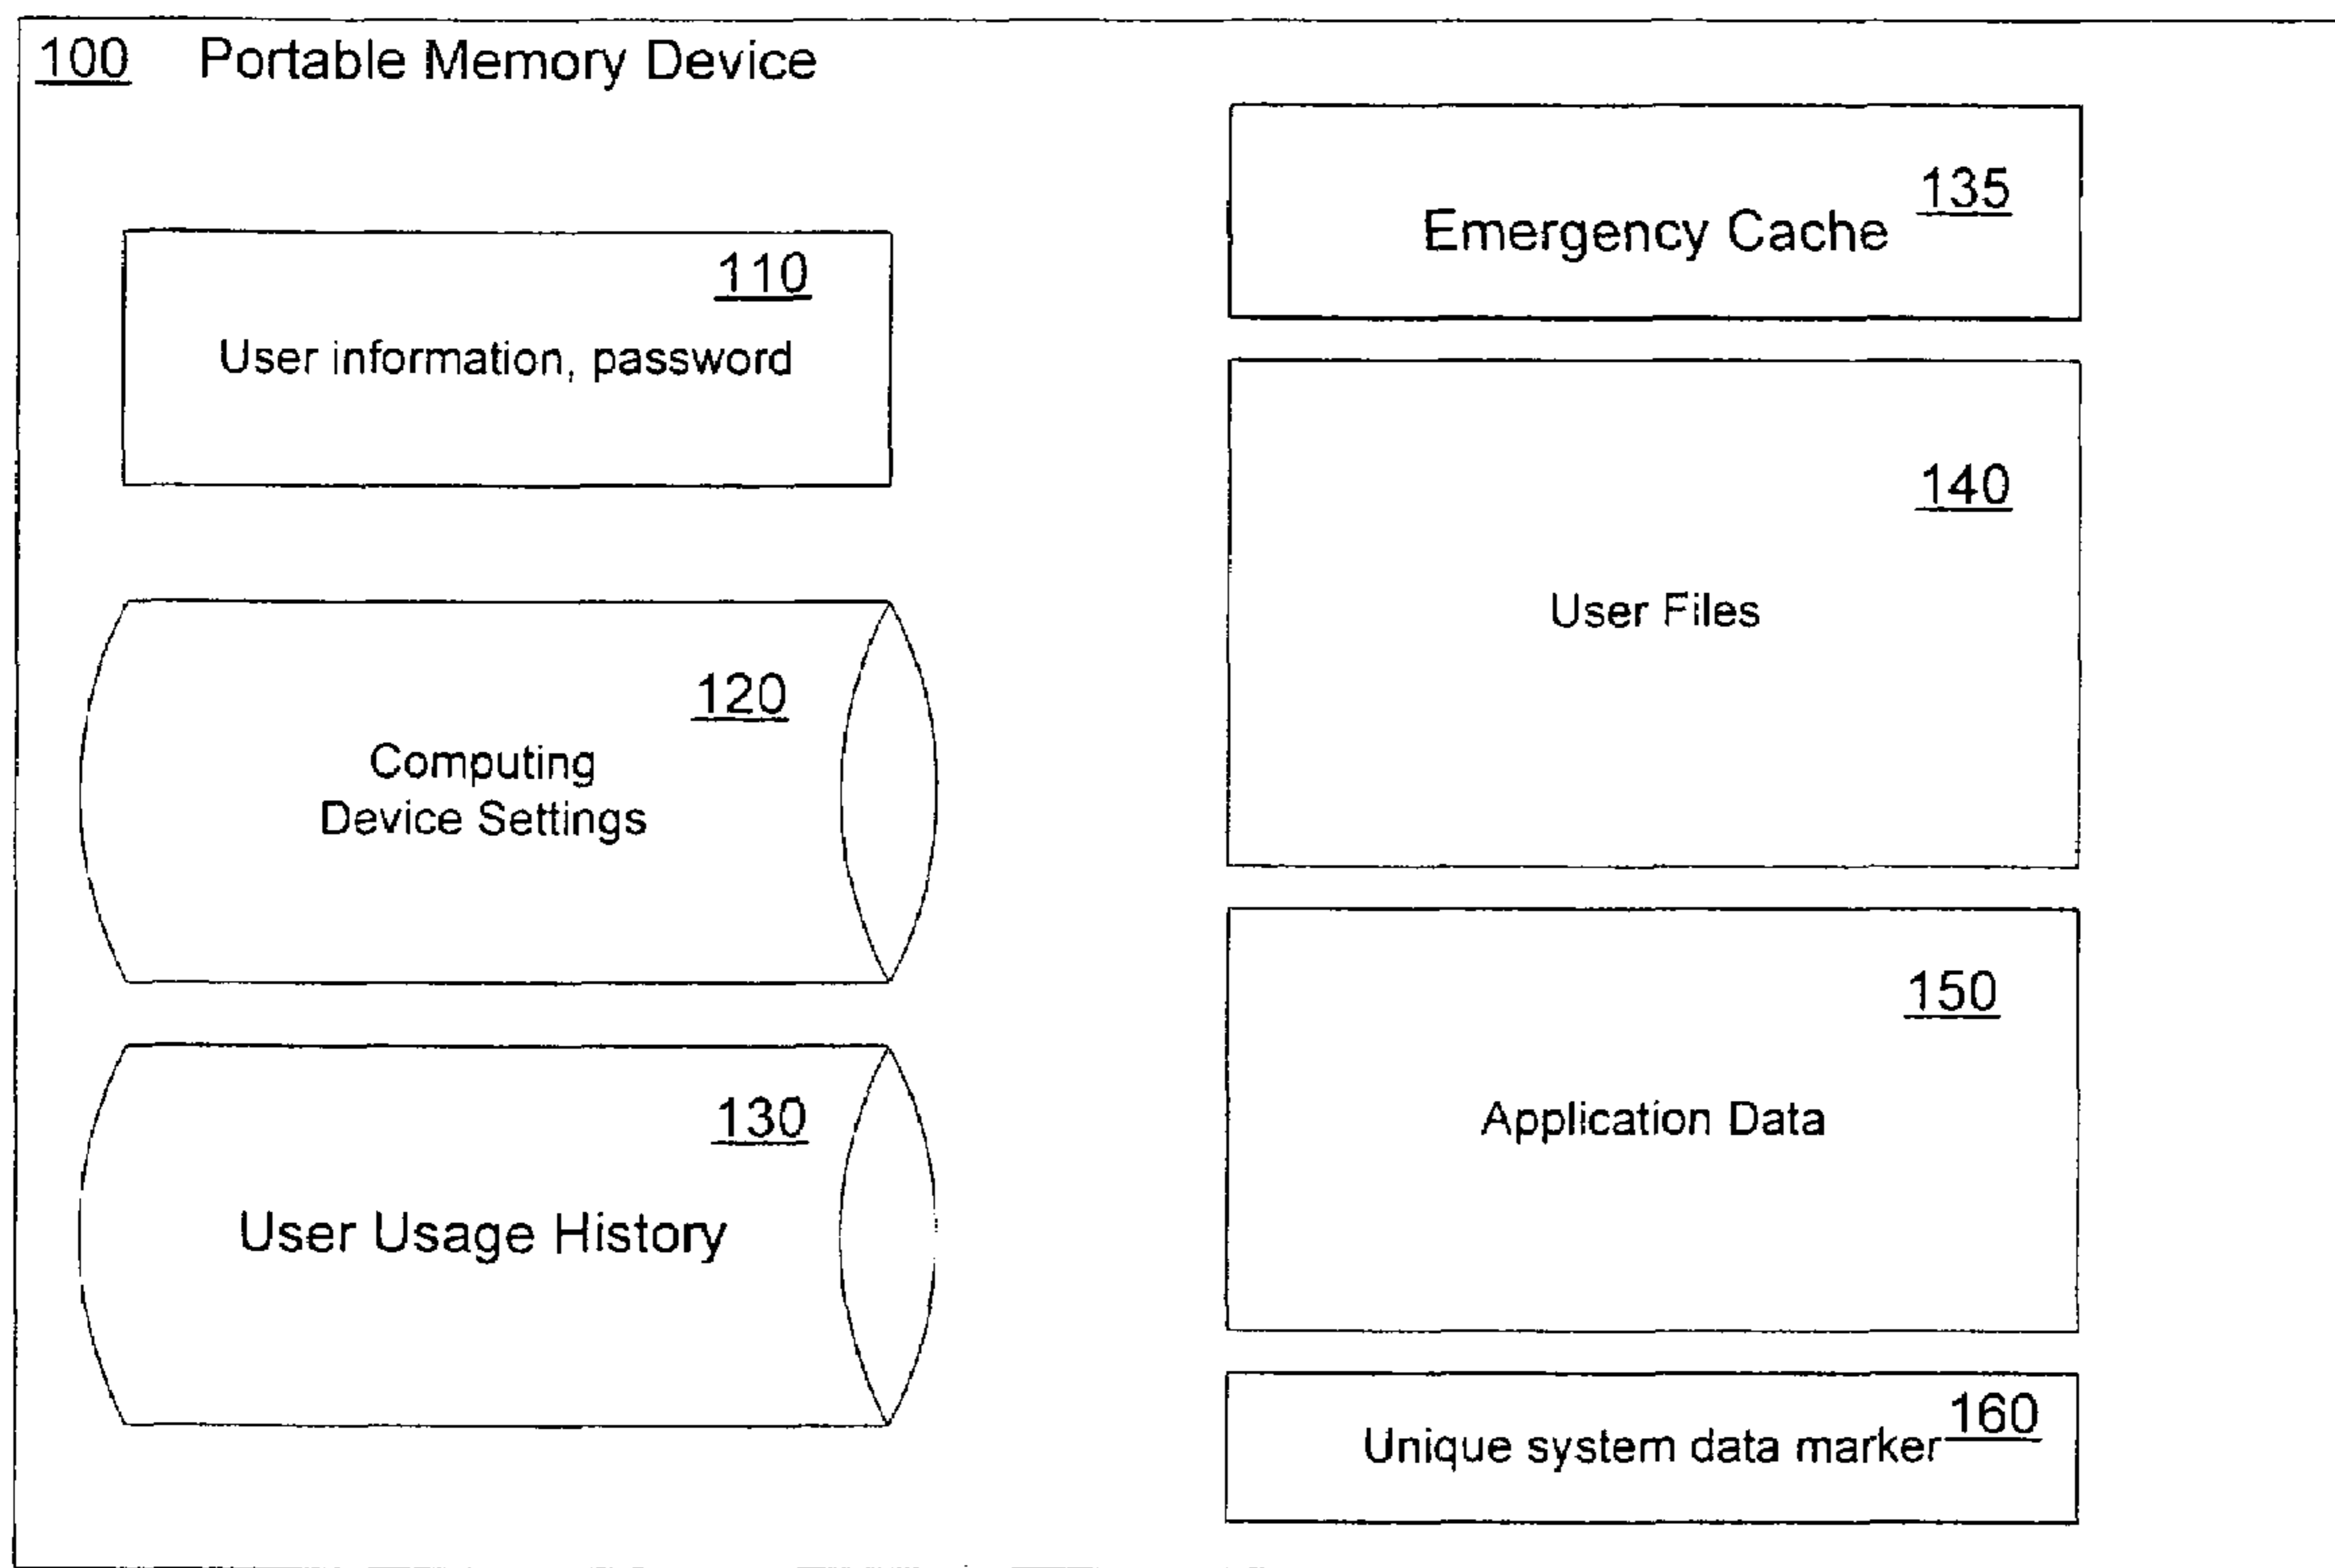 100 Portable Memory Device
110
User information, password
120
Computing
Device Settings
130
User Usage History
135
Emergency Cache
140
User Files
150
Application Data
160
Unique system data marker